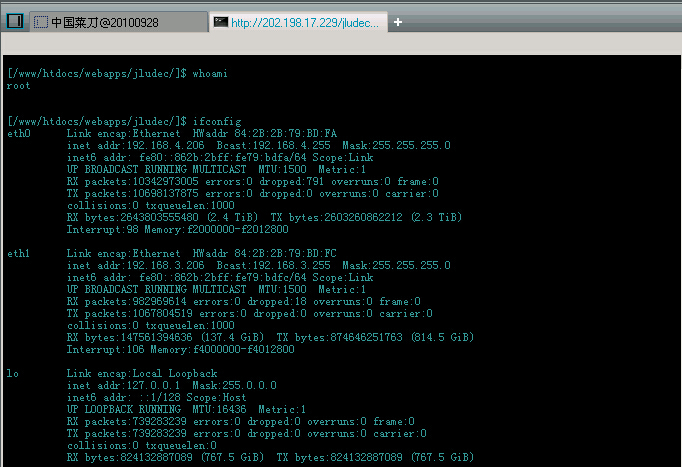 中国菜刀@20100928
http://202.198.17.229/jludec...
+
[/www/htdocs/webapps/jludec/]$ whoami
root
[/www/htdocs/webapps/jludec/]$ ifconfig
eth0 Link encap:Ethernet HWaddr 84:2B:2B:79:BD:FA
inet addr:192.168.4.206 Bcast:192.168.4.255 Mask:255.255.255.0
inet6 addr: fe80::862b:2bff:fe79:bdfa/64 Scope:Link
UP BROADCAST RUNNING MULTICAST MTU:1500 Metric:1
RX packets:10342973005 errors:0 dropped:791 overruns:0 frame:0
TX packets:10698137875 errors:0 dropped:0 overruns:0 carrier:0
collisions:0 txqueuelen:1000
RX bytes:2643803555480 (2.4 TiB) TX bytes:2603260862212 (2.3 TiB)
Interrupt:98 Memory:f2000000-f2012800
eth1 Link encap:Ethernet HWaddr 84:2B:2B:79:BD:FC
inet addr:192.168.3.206 Bcast:192.168.3.255 Mask:255.255.255.0
inet6 addr: fe80::862b:2bff:fe79:bdfc/64 Scope:Link
UP BROADCAST RUNNING MULTICAST MTU:1500 Metric:1
RX packets:982969614 errors:0 dropped:18 overruns:0 frame:0
TX packets:1067804519 errors:0 dropped:0 overruns:0 carrier:0
collisions:0 txqueuelen:1000
RX bytes:147561394636 (137.4 GiB) TX bytes:874646251763 (814.5 GiB)
Interrupt:106 Memory:f4000000-f4012800
lo Link encap:Local Loopback
inet addr:127.0.0.1 Mask:255.0.0.0
inet6 addr: ::1/128 Scope:Host
UP LOOPBACK RUNNING MTU:16436 Metric:1
RX packets:739283239 errors:0 dropped:0 overruns:0 frame:0
TX packets:739283239 errors:0 dropped:0 overruns:0 carrier:0
collisions:0 txqueuelen:0
RX bytes:824132887089 (767.5 GiB) TX bytes:824132887089 (767.5 GiB)